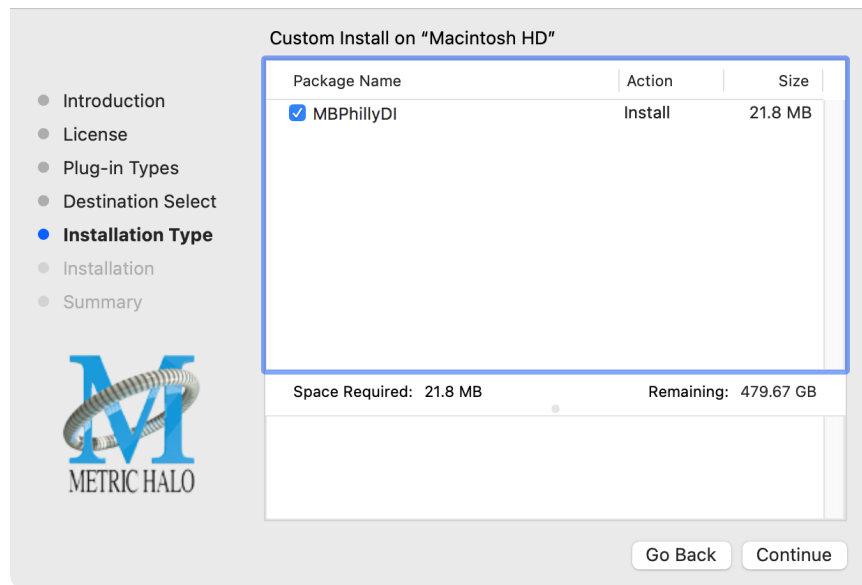 Custom Install on “Macintosh HD”
Introduction
License
Plug-in Types
Destination Select
Installation Type
Installation
Summary
METRIC HALO
Package Name Action Size
MBPhillyDI Install 21.8 MB
Space Required: 21.8 MB Remaining: 479.67 GB
Go Back Continue